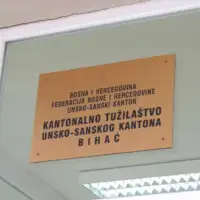 BOSNA I HERCEGOVINA
FEDERACIJA BOSNE I HERCEGOVINE
UNSKO-SANSKI KANTON
KANTONALNO TUŽILAŠTVO
UNSKO-SANSKOG KANTONA
BIHAĆ